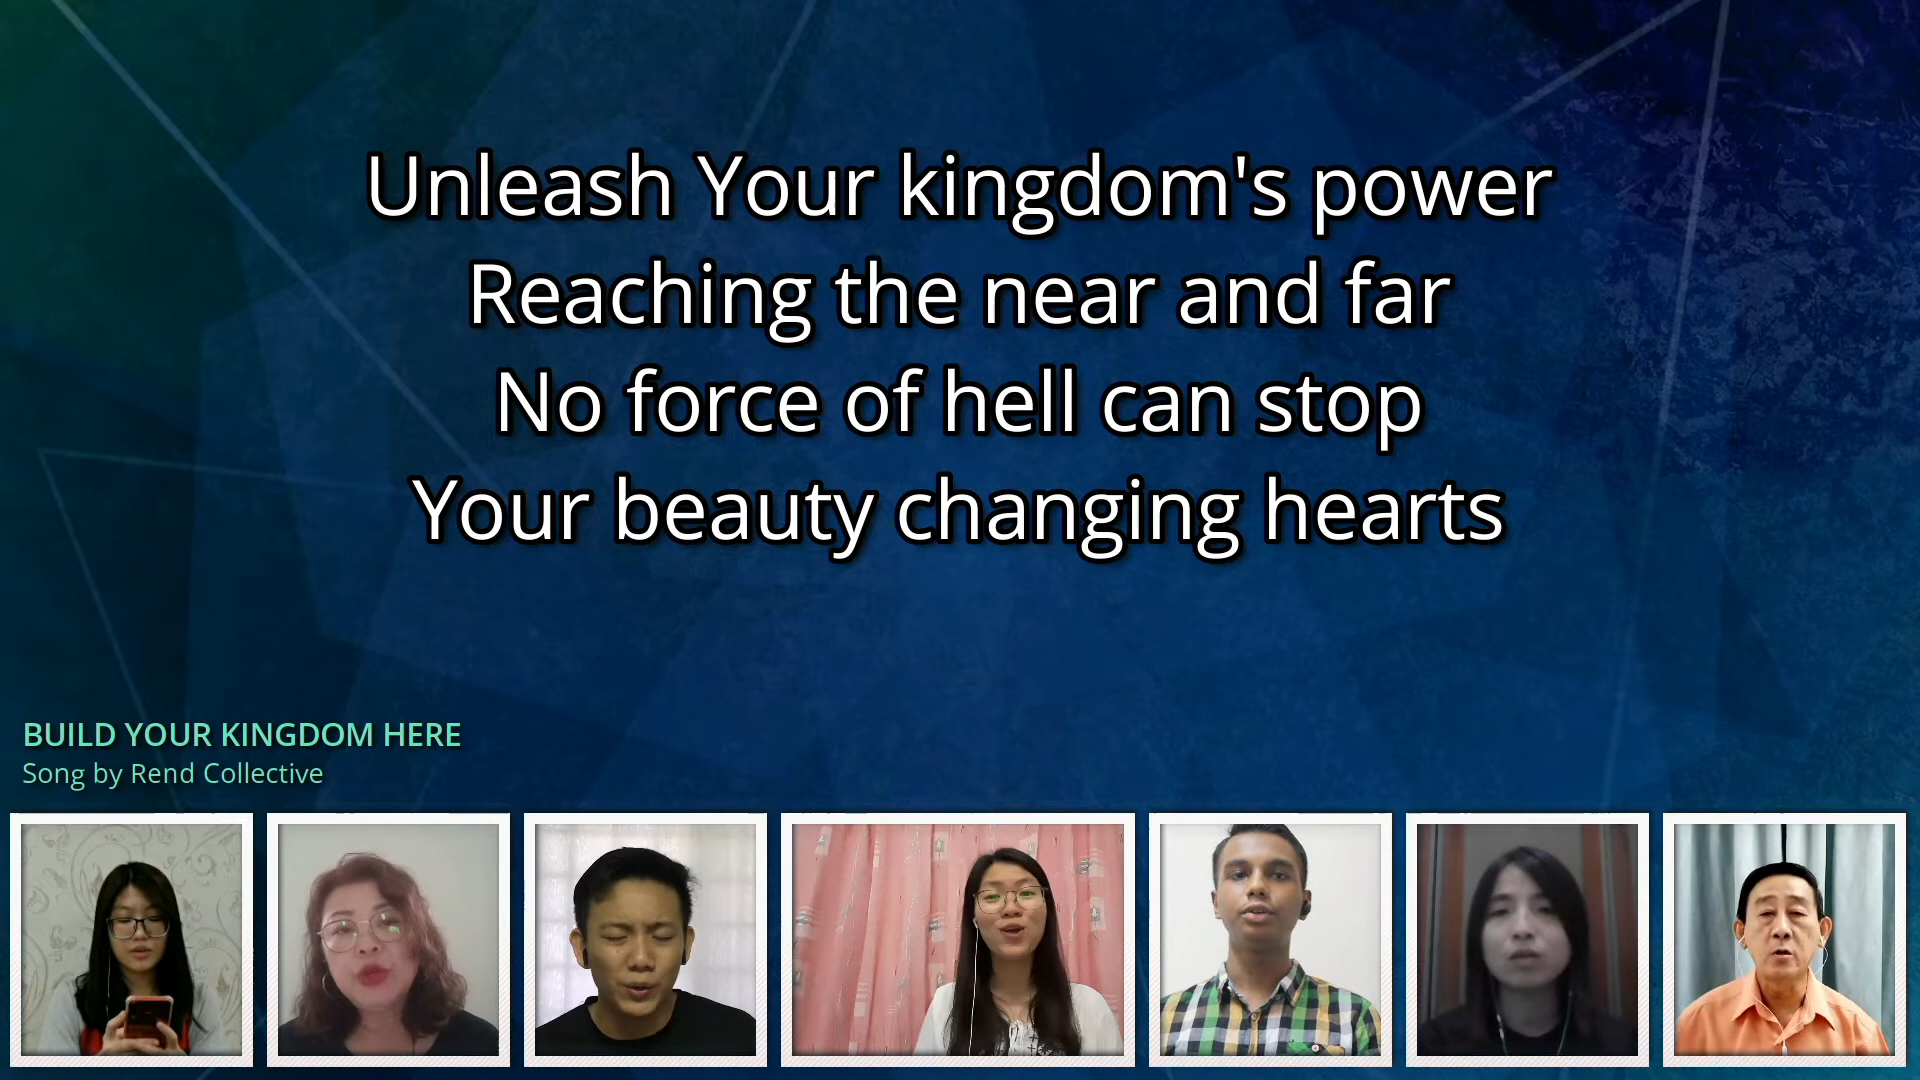 Unleash Your kingdom's power
Reaching the near and far
No force of hell can stop
Your beauty changing hearts
BUILD YOUR KINGDOM HERE
Song by Rend Collective